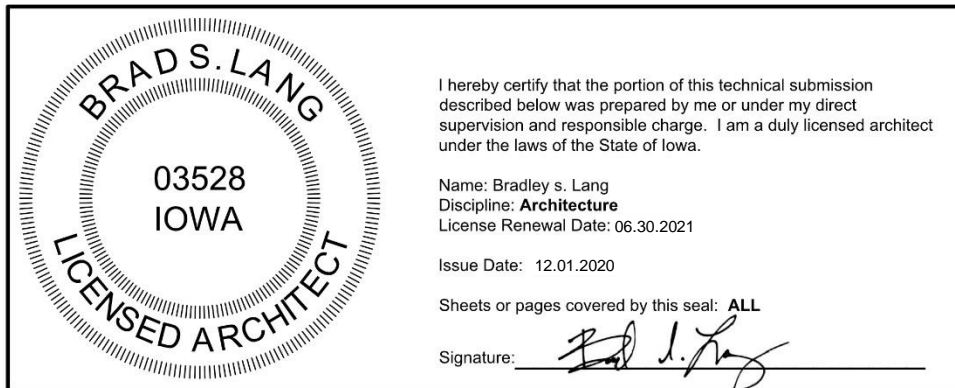 BRAD S. LANG
03528
IOWA
LICENSED ARCHITECT
I hereby certify that the portion of this technical submission
described below was prepared by me or under my direct
supervision and responsible charge. I am a duly licensed architect
under the laws of the State of Iowa.
Name: Bradley s. Lang
Discipline: Architecture
License Renewal Date: 06.30.2021
Issue Date: 12.01.2020
Sheets or pages covered by this seal: ALL
Signature: Brad S. Lang